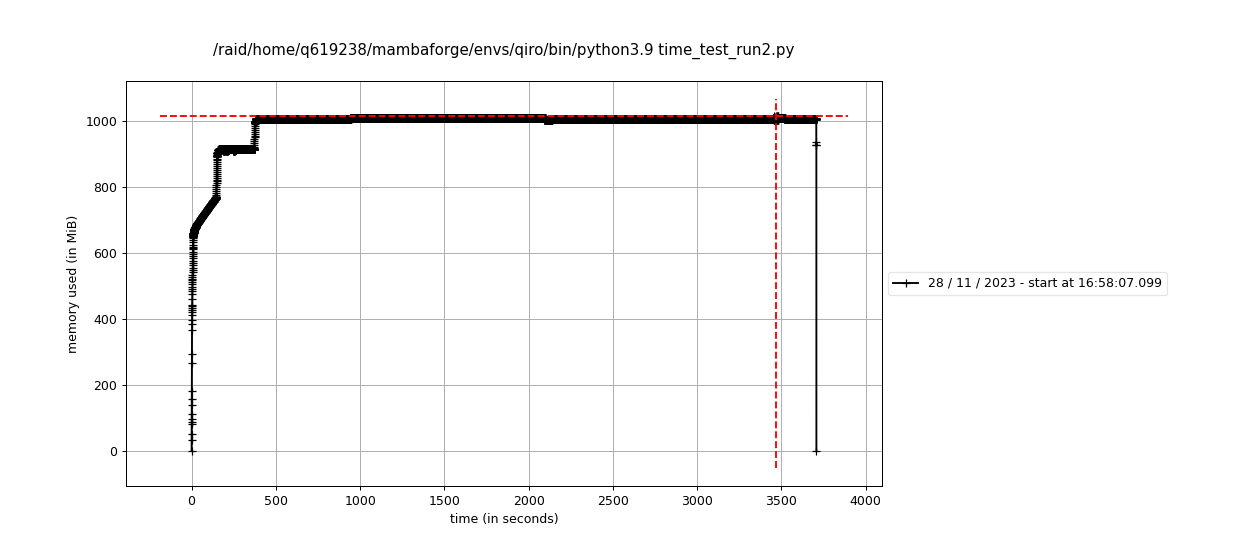 /raid/home/q619238/mambaforge/envs/qiro/bin/python3.9 time_test_run2.py
1000
800
600
400
200
0
memory used (in MiB)
0 500 1000 1500 2000 2500 3000 3500 4000
time (in seconds)
28 / 11 / 2023 - start at 16:58:07.099